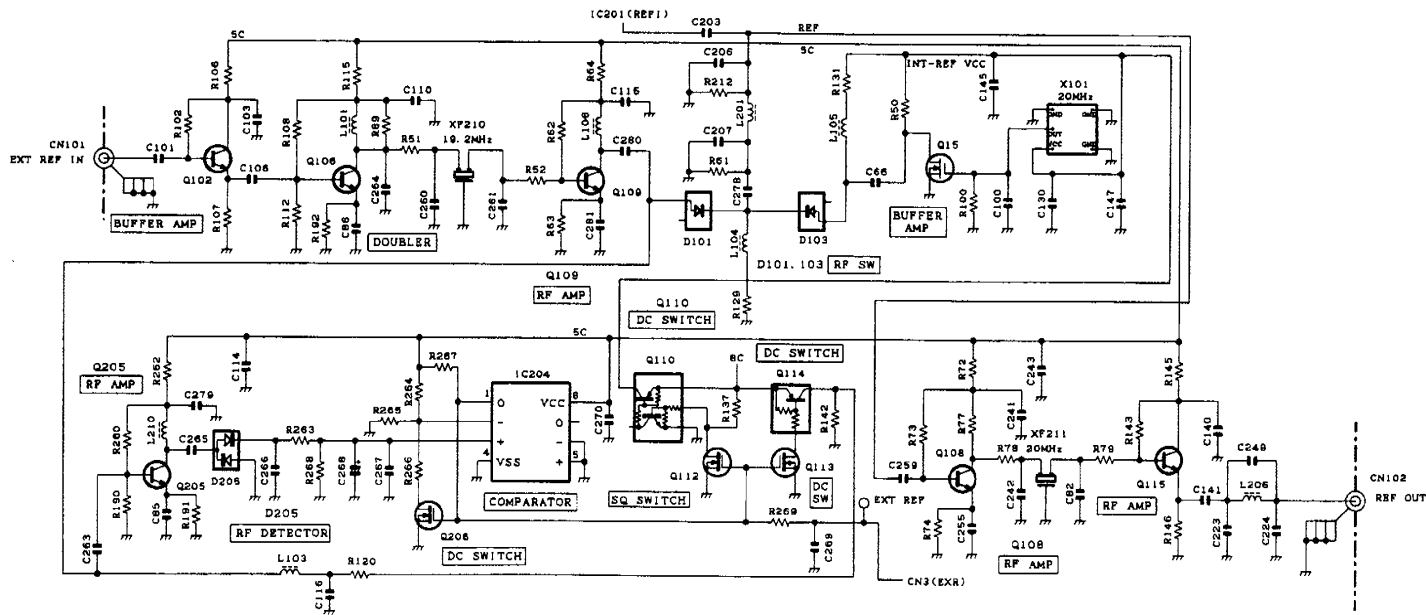 IC201(REFI)
C203
REF
5C
5C
R106
R115
R64
C206
R212
L201
R131
INT-REF VCC
R50
C145
X101
20MHz
GND
OUT
VCC
GND
GND
R102
C103
R108
L101
R89
C110
XF210
19.2MHz
R62
L106
C115
C280
C207
R61
C278
L105
Q15
CN101
EXT REF IN
C101
Q102
C106
Q106
R51
R52
Q109
C66
R107
R112
R192
C86
C264
C260
C261
R63
C281
D101
L104
D103
R100
C100
C130
C147
BUFFER AMP
DOUBLER
BUFFER
AMP
D101.103
RF SW
Q109
RF AMP
R129
Q110
DC SWITCH
5C
Q205
RF AMP
R262
C114
R267
R264
IC204
Q110
8C
DC SWITCH
Q114
R72
C243
R145
C279
L210
R260
C265
R265
R263
1
O
VCC
8
-
O
+
-
VSS
+
5
C270
R137
R142
R73
R77
C241
XF211
20MHz
R143
C140
C249
R190
Q205
C85
R191
D205
C266
R268
C268
C267
R266
COMPARATOR
Q112
SQ SWITCH
Q113
DC
SW
EXT REF
C259
Q108
R78
C242
C82
R79
Q115
RF AMP
C141
L206
CN102
REF OUT
D205
RF DETECTOR
Q206
DC SWITCH
R269
C269
R74
C255
Q108
RF AMP
R146
C223
C224
C263
L103
R120
C116
CN3(EXR)